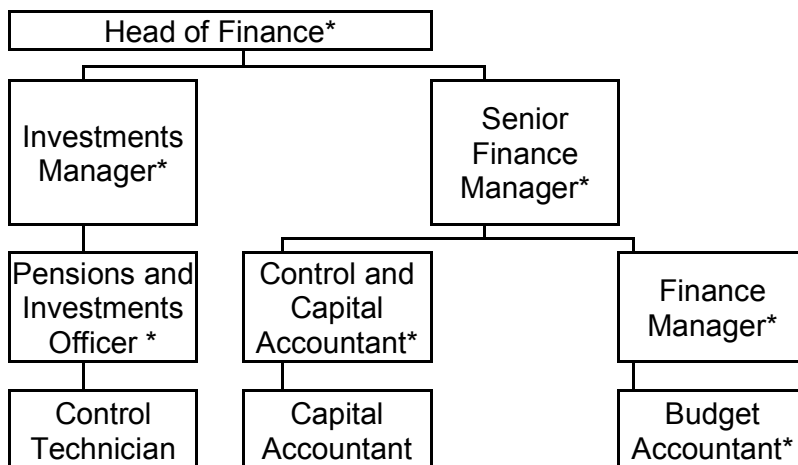 Head of Finance*
Investments
Manager*
Senior
Finance
Manager*
Pensions and
Investments
Officer *
Control and
Capital
Accountant*
Finance
Manager*
Control
Technician
Capital
Accountant
Budget
Accountant*